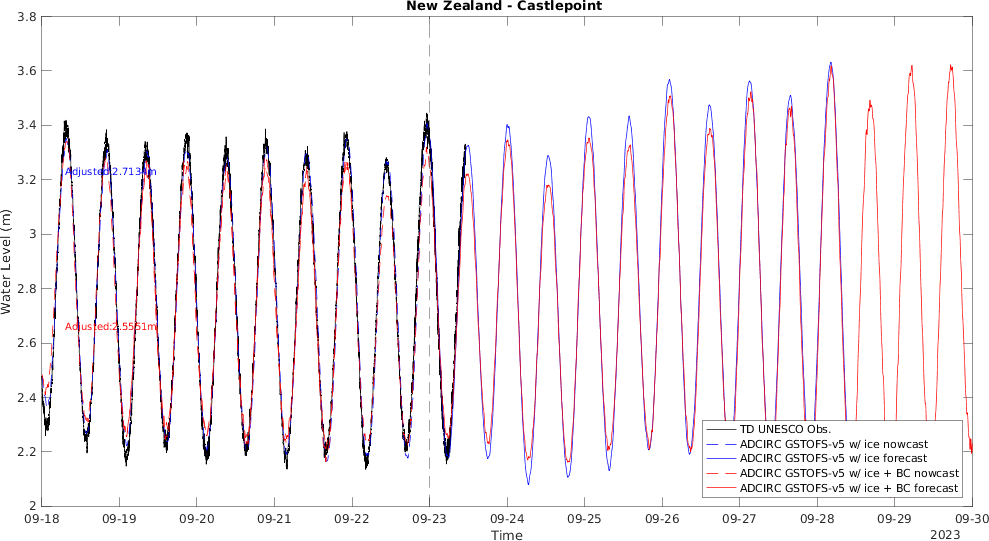 New Zealand - Castlepoint
3.8
3.6
3.4
3.2
3
2.8
2.6
2.4
2.2
2
Water Level (m)
Adjusted:2.5551m
TD UNESCO Obs.
ADCIRC GSTOFS-v5 w/ ice nowcast
ADCIRC GSTOFS-v5 w/ ice forecast
ADCIRC GSTOFS-v5 w/ ice + BC nowcast
ADCIRC GSTOFS-v5 w/ ice + BC forecast
09-18 09-19 09-20 09-21 09-22 09-23 09-24 09-25 09-26 09-27 09-28 09-29 09-30
Time
2023